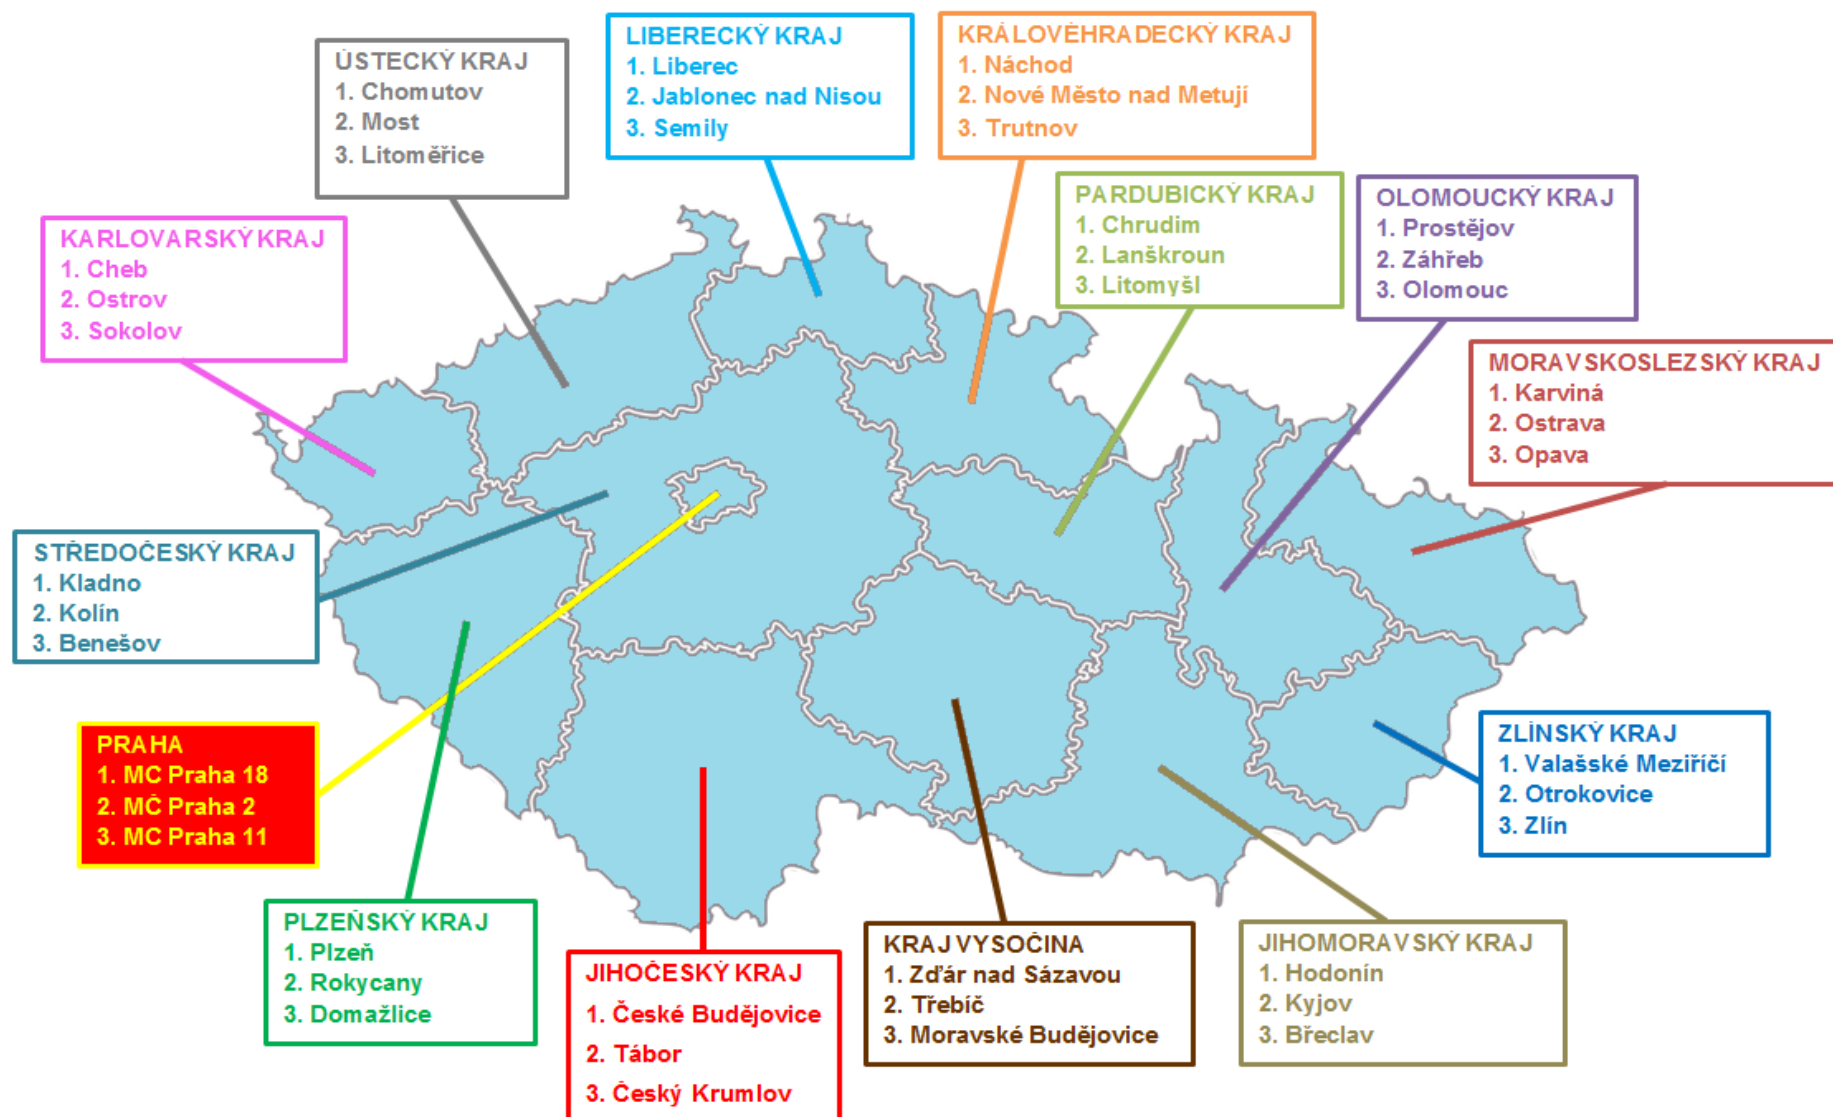 ÚSTECKÝ KRAJ
1. Chomutov
2. Most
3. Litoměřice
LIBERECKÝ KRAJ
1. Liberec
2. Jablonec nad Nisou
3. Semily
KRÁLOVÉHRADECKÝ KRAJ
1. Náchod
2. Nové Město nad Metují
3. Trutnov
PARDUBICKÝ KRAJ
1. Chrudim
2. Lanškroun
3. Litomyšl
OLOMOUCKÝ KRAJ
1. Prostějov
2. Záhřeb
3. Olomouc
KARLOVARSKÝ KRAJ
1. Cheb
2. Ostrov
3. Sokolov
MORAVSKOSLEZSKÝ KRAJ
1. Karviná
2. Ostrava
3. Opava
STŘEDOČESKÝ KRAJ
1. Kladno
2. Kolín
3. Benešov
PRAHA
1. MC Praha 18
2. MČ Praha 2
3. MC Praha 11
ZLÍNSKÝ KRAJ
1. Valašské Meziříčí
2. Otrokovice
3. Zlín
PLZEŇSKÝ KRAJ
1. Plzeň
2. Rokycany
3. Domažlice
JIHOČESKÝ KRAJ
1. České Budějovice
2. Tábor
3. Český Krumlov
KRAJ VYSOČINA
1. Zďár nad Sázavou
2. Třebíč
3. Moravské Budějovice
JIHOMORAVSKÝ KRAJ
1. Hodonín
2. Kyjov
3. Břeclav